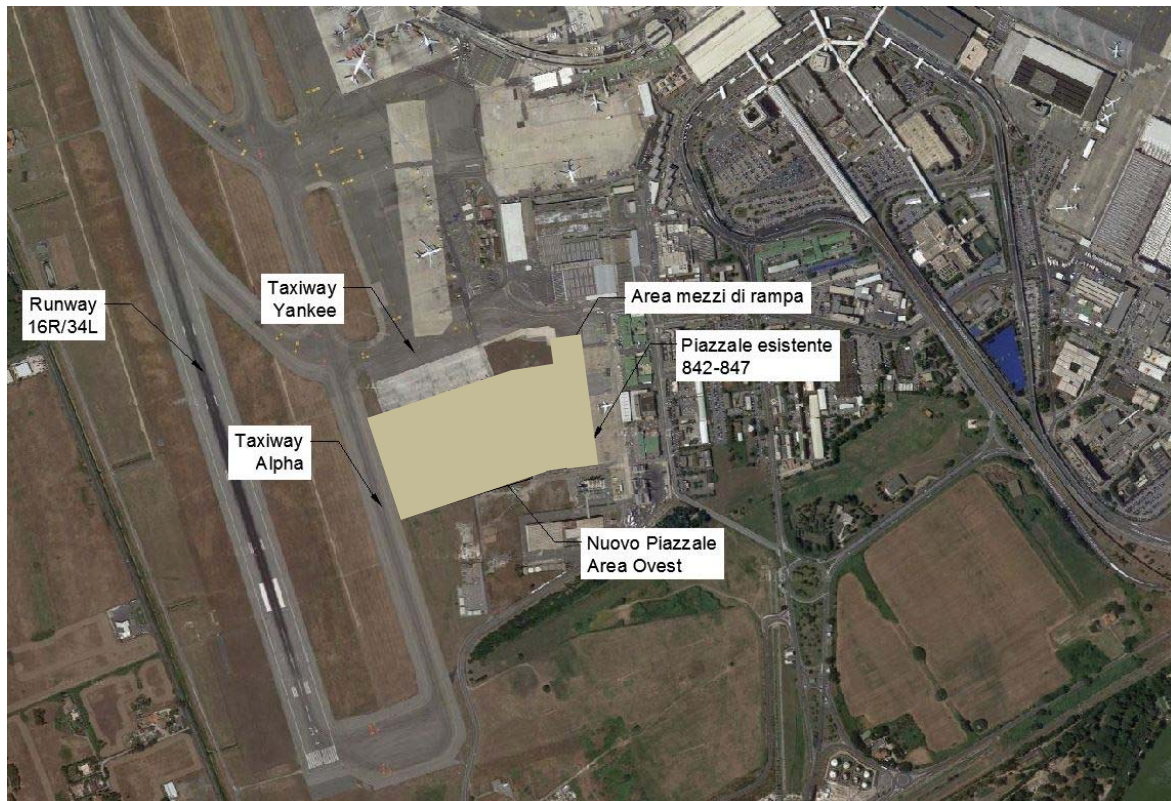 Taxiway
Yankee
Runway
16R/34L
Area mezzi di rampa
Piazzale esistente
842-847
Taxiway
Alpha
Nuovo Piazzale
Area Ovest